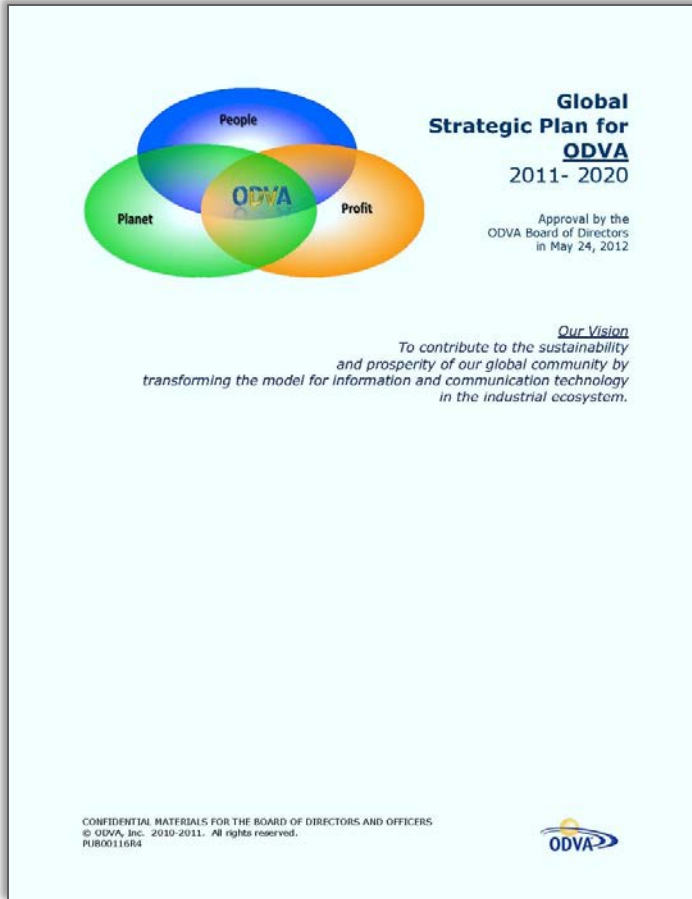 People
Planet
ODVA
Profit
Global
Strategic Plan for
ODVA
2011- 2020
Approval by the
ODVA Board of Directors
in May 24, 2012
Our Vision
To contribute to the sustainability
and prosperity of our global community by
transforming the model for information and communication technology
in the industrial ecosystem.
CONFIDENTIAL MATERIALS FOR THE BOARD OF DIRECTORS AND OFFICERS
© ODVA, Inc. 2010-2011. All rights reserved.
PUB00116R4
ODVA